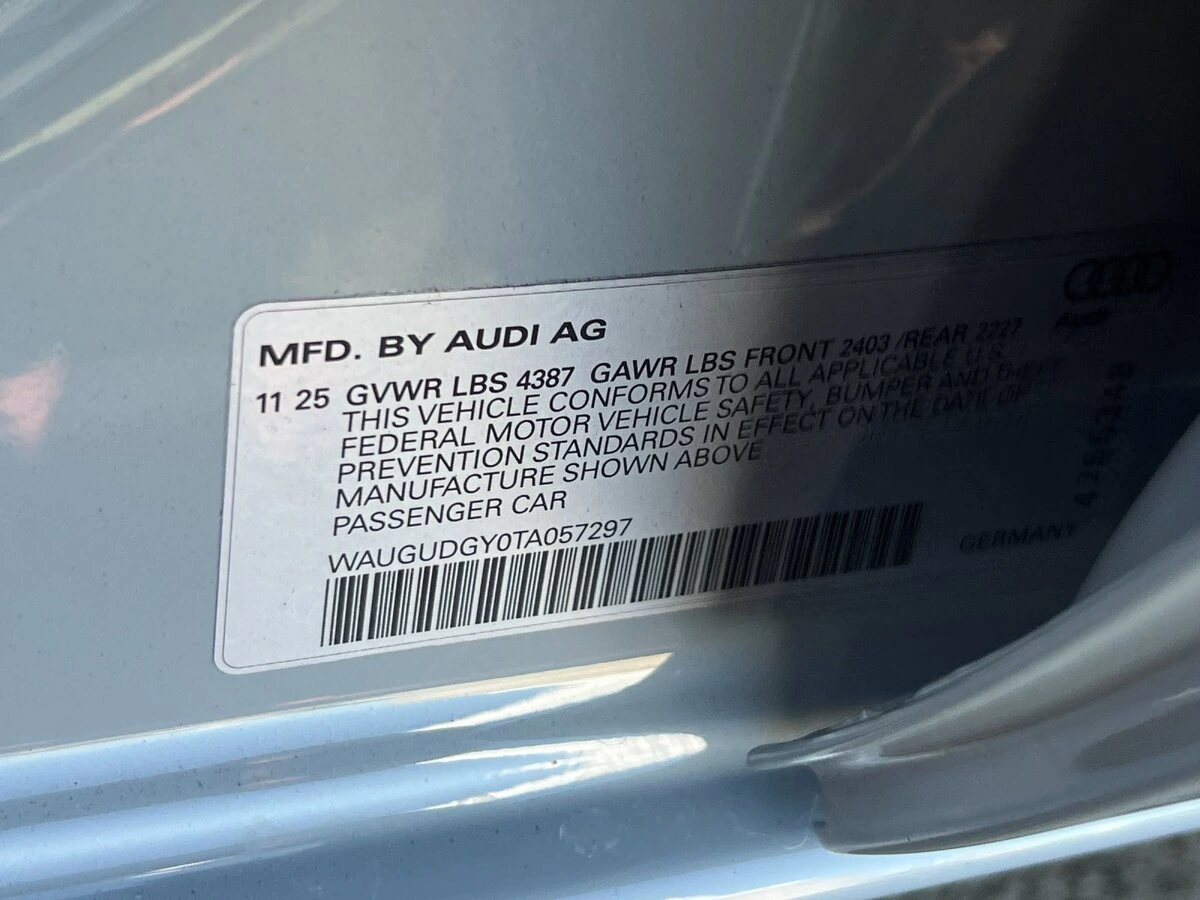 MFD. BY AUDI AG
11 25 GVWR LBS 4387 GAWR LBS FRONT 2403 /REAR 2227
THIS VEHICLE CONFORMS TO ALL APPLICABLE U.S.
FEDERAL MOTOR VEHICLE SAFETY, BUMPER AND THEFT
PREVENTION STANDARDS IN EFFECT ON THE DATE OF
MANUFACTURE SHOWN ABOVE
PASSENGER CAR
WAUGUDGY0TA057297
GERMANY
Audi